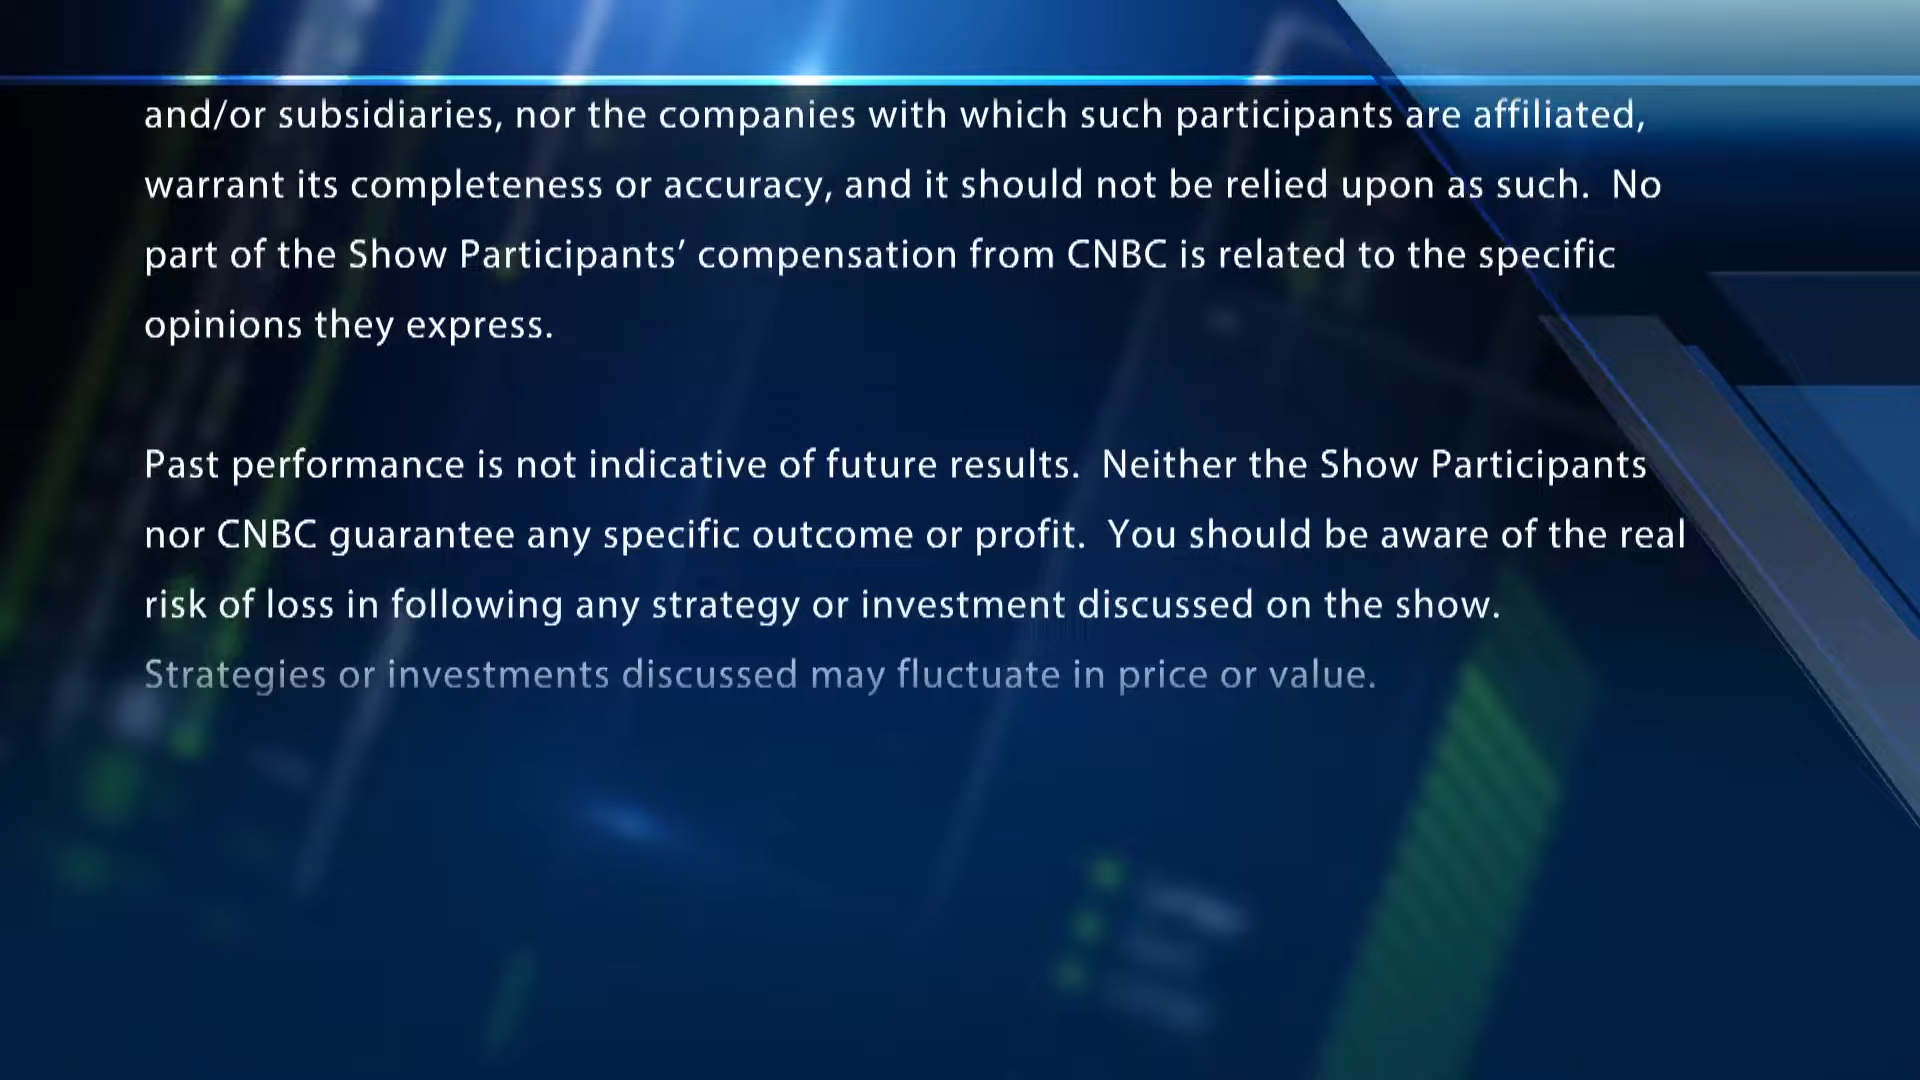 and/or subsidiaries, nor the companies with which such participants are affiliated,
warrant its completeness or accuracy, and it should not be relied upon as such.  No
part of the Show Participants’ compensation from CNBC is related to the specific
opinions they express.
Past performance is not indicative of future results.  Neither the Show Participants
nor CNBC guarantee any specific outcome or profit.  You should be aware of the real
risk of loss in following any strategy or investment discussed on the show.
Strategies or investments discussed may fluctuate in price or value.